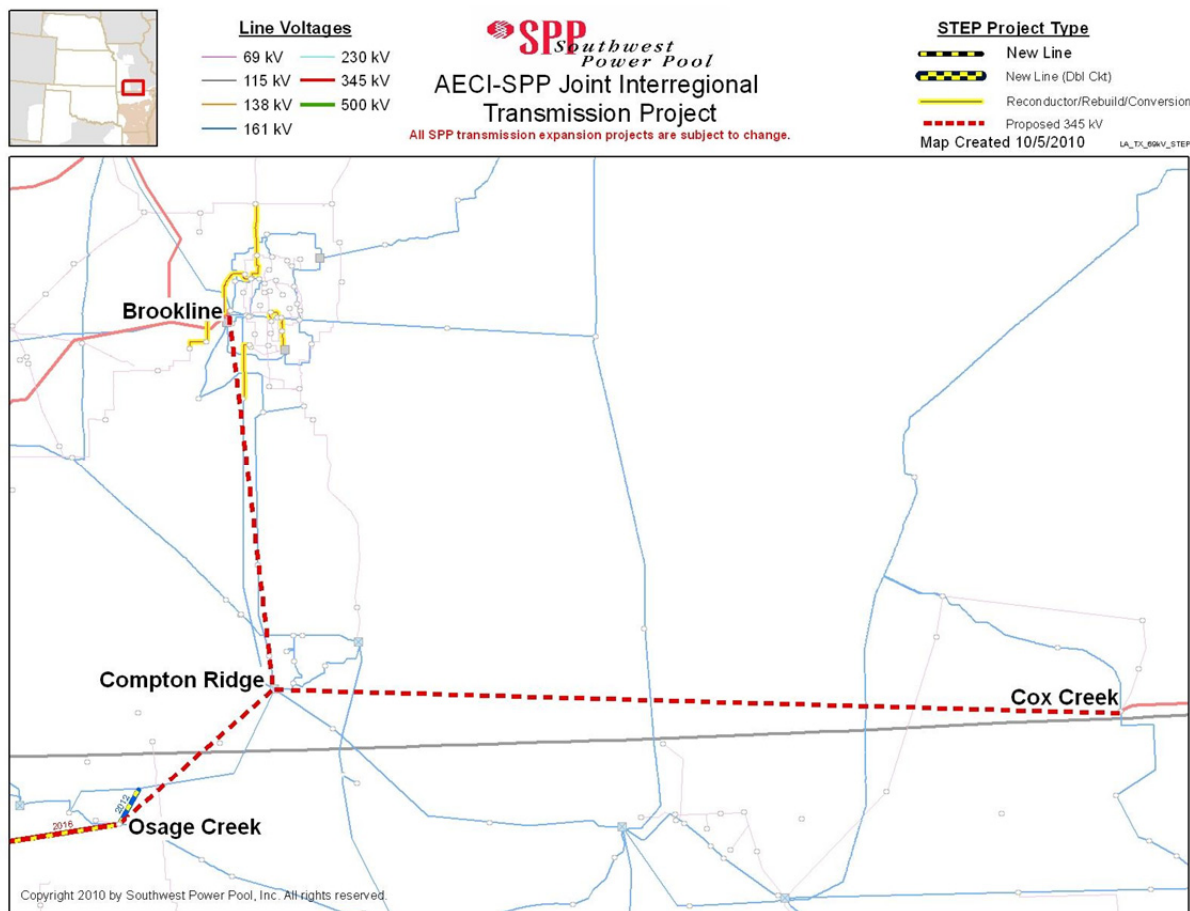 Line Voltages
69 kV
230 kV
115 kV
345 kV
138 kV
500 kV
161 kV
SPP Southwest
Power Pool
AECI-SPP Joint Interregional
Transmission Project
All SPP transmission expansion projects are subject to change.
STEP Project Type
New Line
New Line (Dbl Ckt)
Reconductor/Rebuild/Conversion
Proposed 345 kV
Map Created 10/5/2010
LA_TX_69kV_STEP
Brookline
Compton Ridge
Cox Creek
2012
2016
Osage Creek
Copyright 2010 by Southwest Power Pool, Inc. All rights reserved.